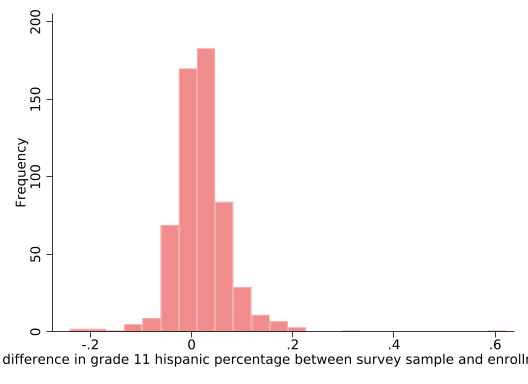 200
150
100
50
0
Frequency
-.2 0 .2 .4 .6
difference in grade 11 hispanic percentage between survey sample and